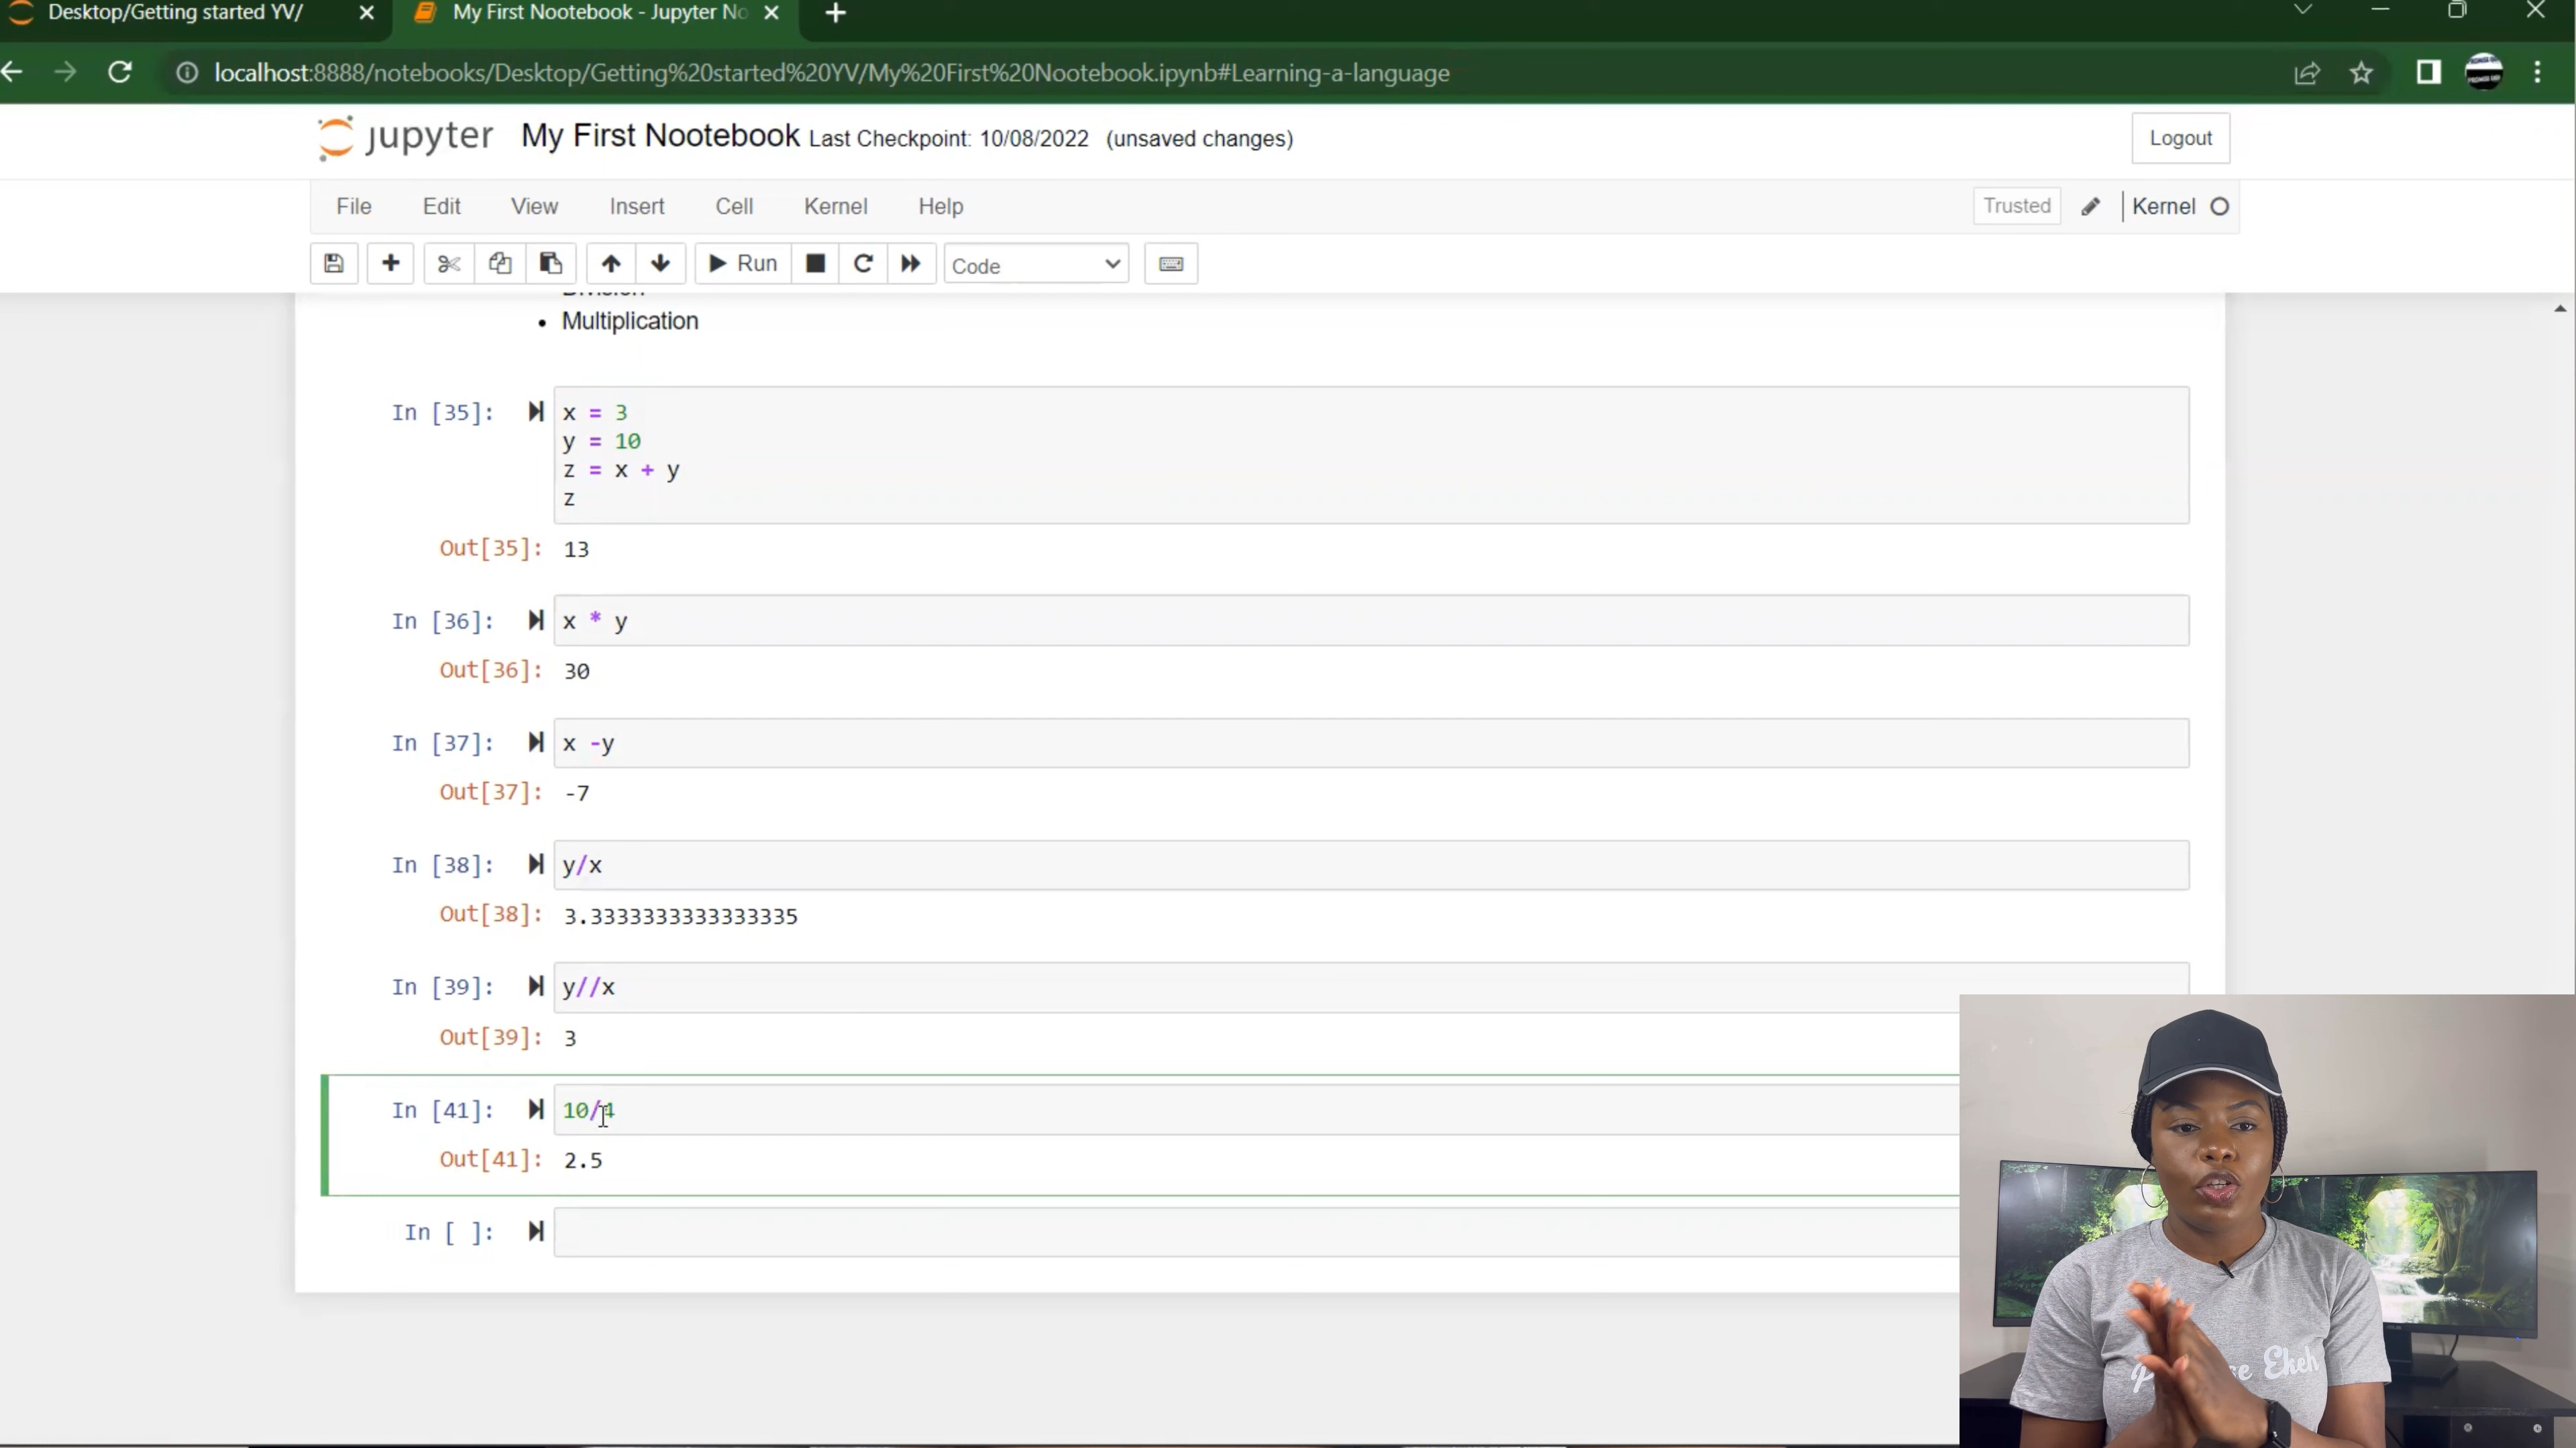 Desktop/Getting started YV/
My First Nootebook - Jupyter No
localhost:8888/notebooks/Desktop/Getting%20started%20YV/My%20First%20Nootebook.ipynb#Learning-a-language
jupyter My First Nootebook Last Checkpoint: 10/08/2022 (unsaved changes)
Logout
File Edit View Insert Cell Kernel Help
Trusted
Kernel
Run
Code
Division
Multiplication
In [35]: x = 3
y = 10
z = x + y
z
Out[35]: 13
In [36]: x * y
Out[36]: 30
In [37]: x -y
Out[37]: -7
In [38]: y/x
Out[38]: 3.3333333333333335
In [39]: y//x
Out[39]: 3
In [41]: 10/4
Out[41]: 2.5
In [ ]:
Ekeh